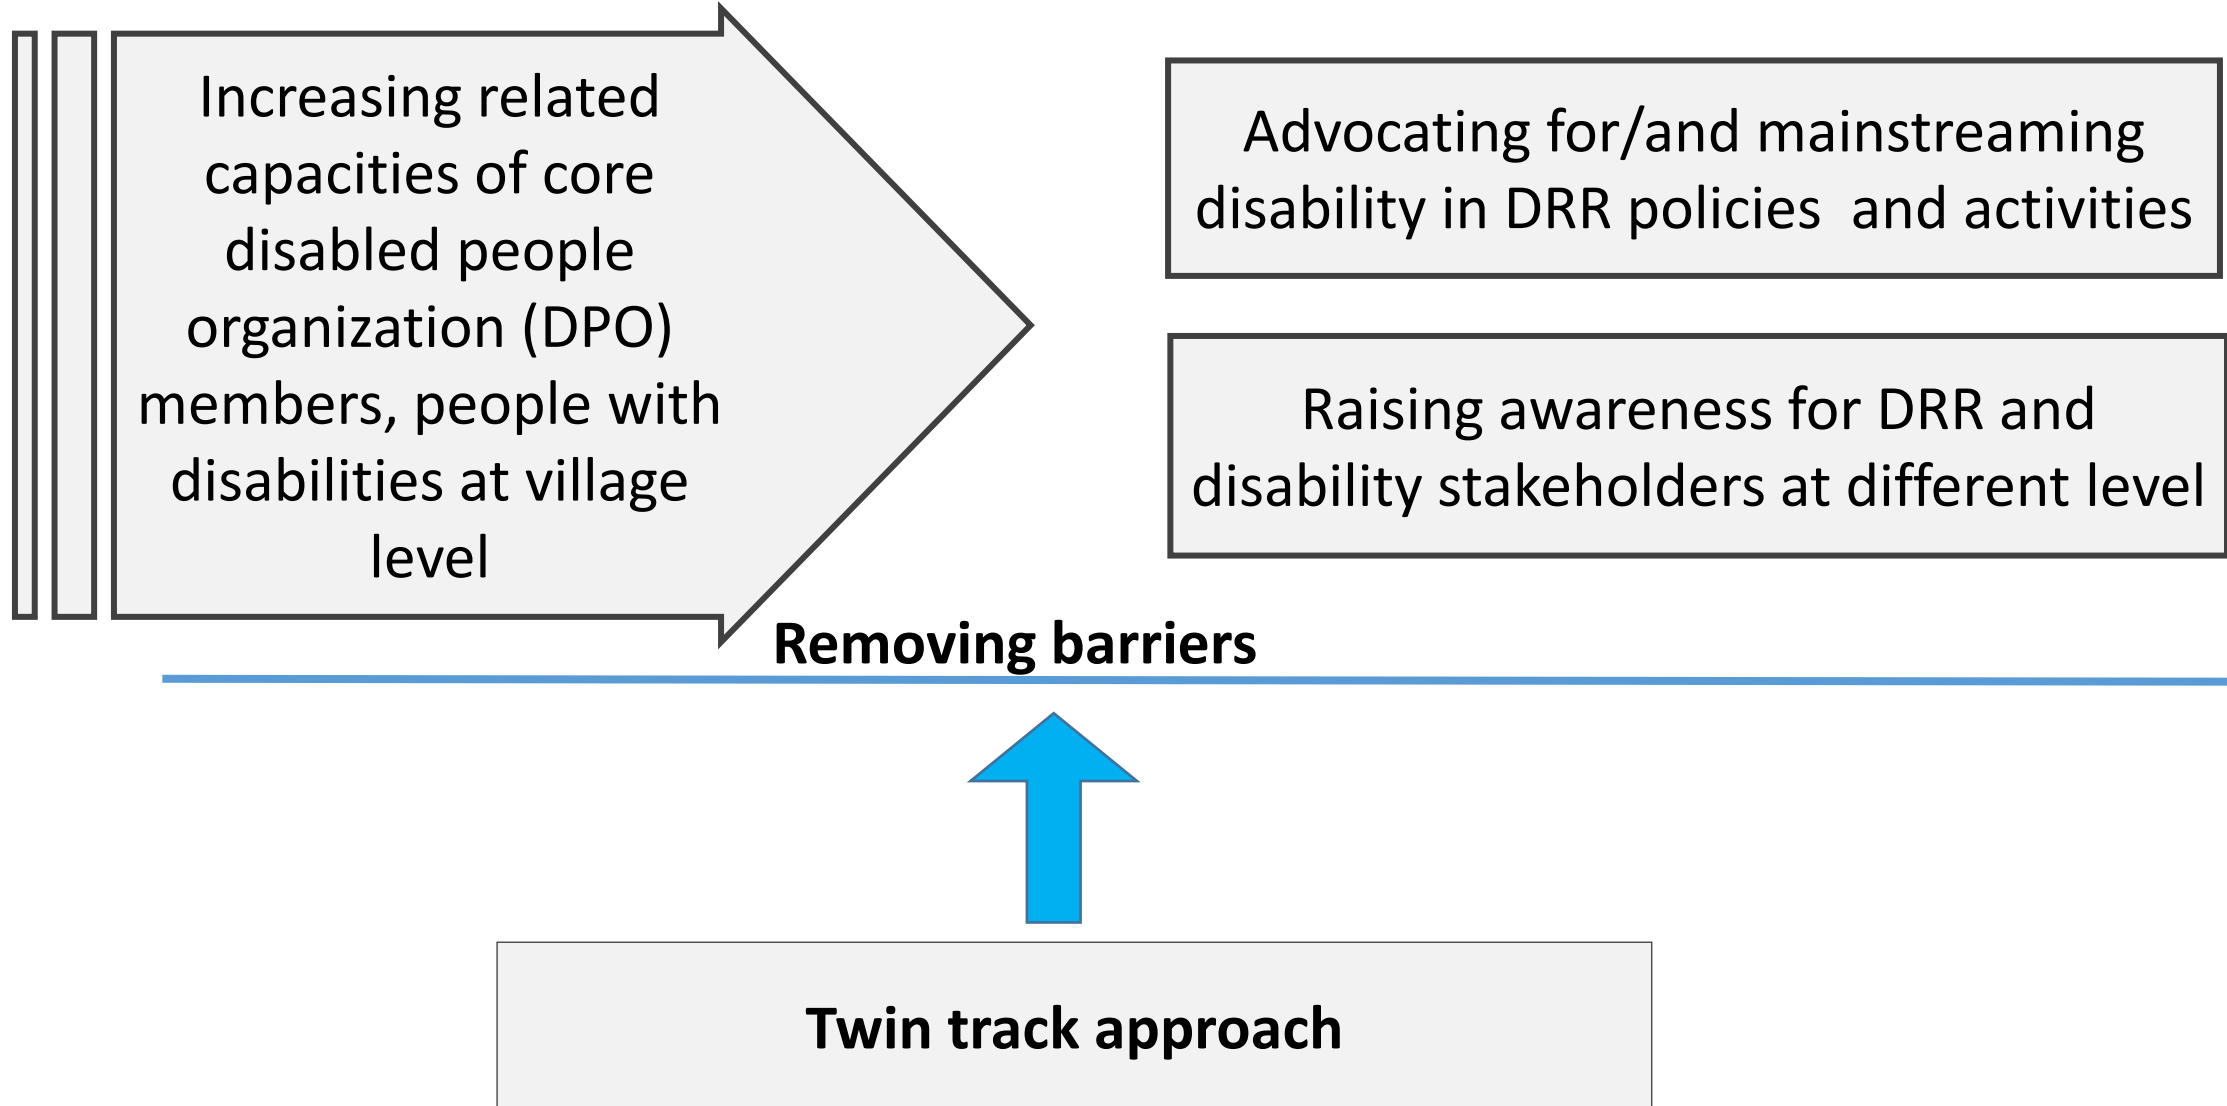 Increasing related
capacities of core
disabled people
organization (DPO)
members, people with
disabilities at village
level
Advocating for/and mainstreaming
disability in DRR policies  and activities
Raising awareness for DRR and
disability stakeholders at different level
Removing barriers
Twin track approach